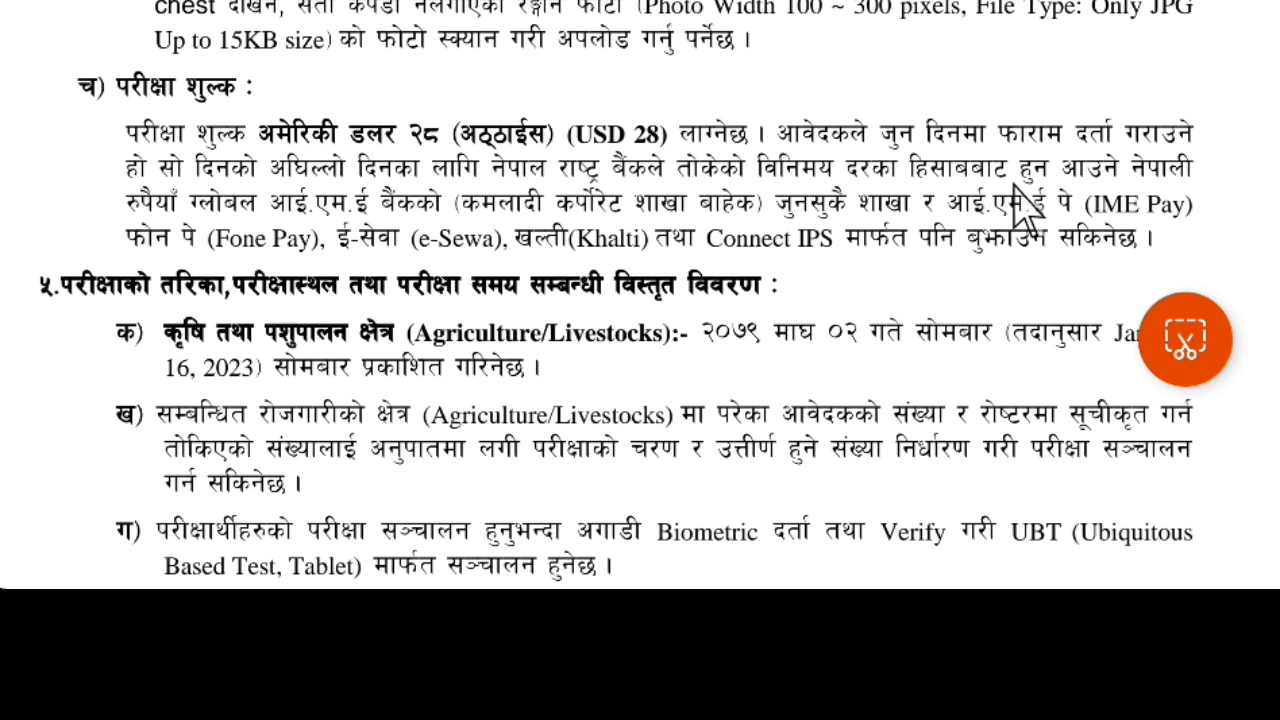 chest देखिने, सेतो कपडा नलगाएको रङ्गीन फोटो (Photo Width 100 ~ 300 pixels, File Type: Only JPG
Up to 15KB size) को फोटो स्क्यान गरी अपलोड गर्नु पर्नेछ ।
च) परीक्षा शुल्क :
परीक्षा शुल्क अमेरिकी डलर २८ (अठ्ठाईस) (USD 28) लाग्नेछ । आवेदकले जुन दिनमा फाराम दर्ता गराउने
हो सो दिनको अघिल्लो दिनका लागि नेपाल राष्ट्र बैंकले तोकेको विनिमय दरका हिसाबबाट हुन आउने नेपाली
रुपैयाँ ग्लोबल आई.एम.ई बैंकको (कमलादी कर्पोरेट शाखा बाहेक) जुनसुकै शाखा र आई.एम.ई पे (IME Pay)
फोन पे (Fone Pay), ई-सेवा (e-Sewa), खल्ती(Khalti) तथा Connect IPS मार्फत पनि बुझाउन सकिनेछ ।
५.परीक्षाको तरिका,परीक्षास्थल तथा परीक्षा समय सम्बन्धी विस्तृत विवरण :
क) कृषि तथा पशुपालन क्षेत्र (Agriculture/Livestocks):- २०७९ माघ ०२ गते सोमबार (तदानुसार
16, 2023) सोमबार प्रकाशित गरिनेछ ।
ख) सम्बन्धित रोजगारीको क्षेत्र (Agriculture/Livestocks) मा परेका आवेदकको संख्या र रोष्टरमा सूचीकृत गर्न
तोकिएको संख्यालाई अनुपातमा लगी परीक्षाको चरण र उत्तीर्ण हुने संख्या निर्धारण गरी परीक्षा सञ्चालन
गर्न सकिनेछ ।
ग) परीक्षार्थीहरुको परीक्षा सञ्चालन हुनुभन्दा अगाडी Biometric दर्ता तथा Verify गरी UBT (Ubiquitous
Based Test, Tablet) मार्फत सञ्चालन हुनेछ ।